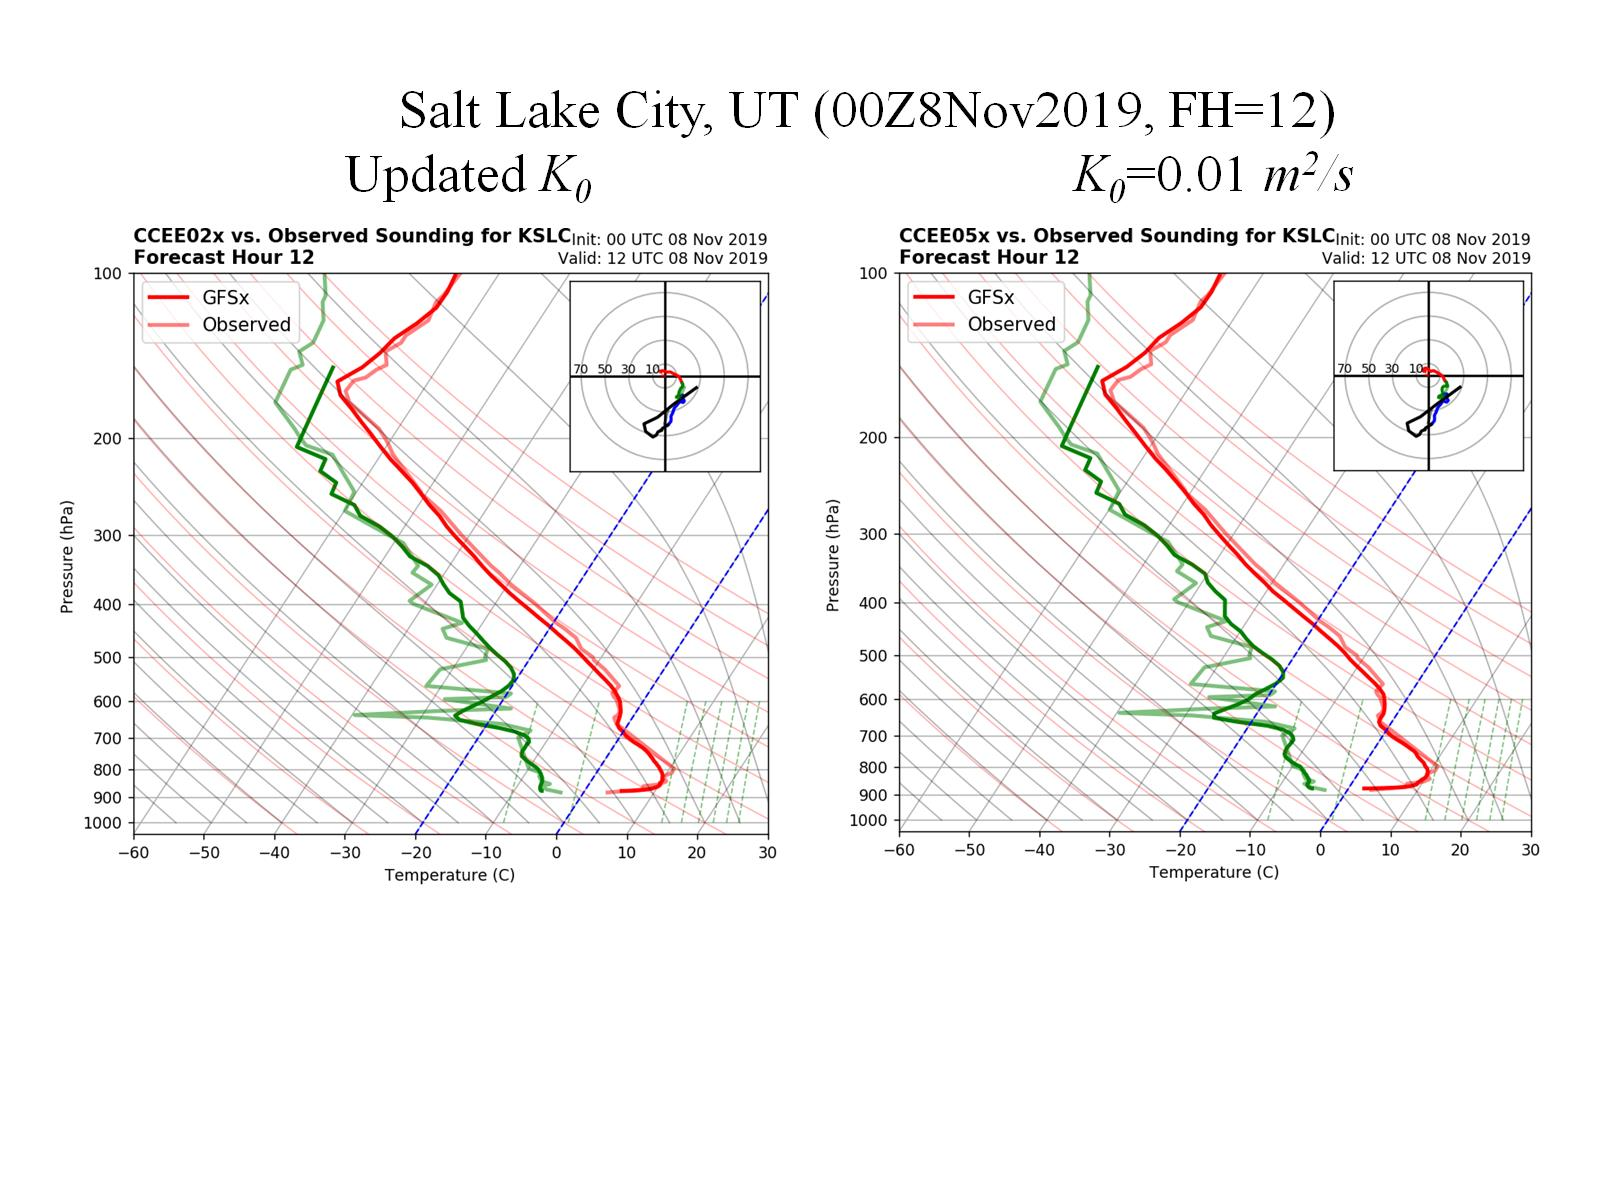 Salt Lake City, UT (00Z8Nov2019, FH=12)
Updated K0
K0=0.01 m2/s
CCEE02x vs. Observed Sounding for KSLC
Forecast Hour 12
Init: 00 UTC 08 Nov 2019
Valid: 12 UTC 08 Nov 2019
GFSx
Observed
70 50 30 10
100
200
300
400
500
600
700
800
900
1000
Pressure (hPa)
−60 −50 −40 −30 −20 −10 0 10 20 30
Temperature (C)
CCEE05x vs. Observed Sounding for KSLC
Forecast Hour 12
Init: 00 UTC 08 Nov 2019
Valid: 12 UTC 08 Nov 2019
GFSx
Observed
70 50 30 10
100
200
300
400
500
600
700
800
900
1000
Pressure (hPa)
−60 −50 −40 −30 −20 −10 0 10 20 30
Temperature (C)